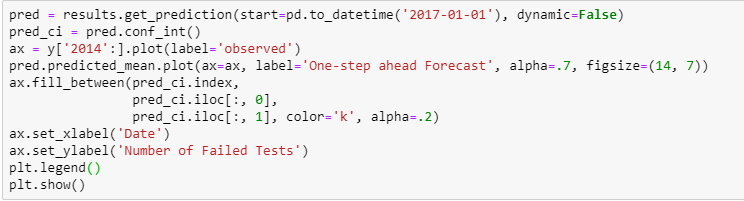 pred = results.get_prediction(start=pd.to_datetime('2017-01-01'), dynamic=False)
pred_ci = pred.conf_int()
ax = y['2014':].plot(label='observed')
pred.predicted_mean.plot(ax=ax, label='One-step ahead Forecast', alpha=.7, figsize=(14, 7))
ax.fill_between(pred_ci.index,
                pred_ci.iloc[:, 0],
                pred_ci.iloc[:, 1], color='k', alpha=.2)
ax.set_xlabel('Date')
ax.set_ylabel('Number of Failed Tests')
plt.legend()
plt.show()